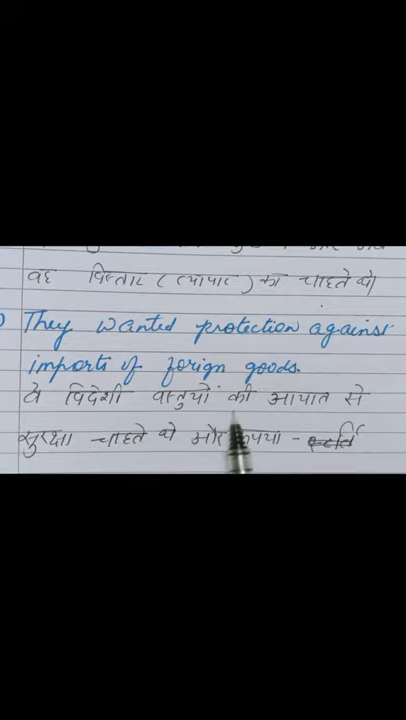 वह विस्तार (व्यापार) का चाहते थे
They wanted protection against
imports of forign goods.
वे विदेशी वस्तुयों की आयात से
सुरक्षा चाहते थे और रुपया -